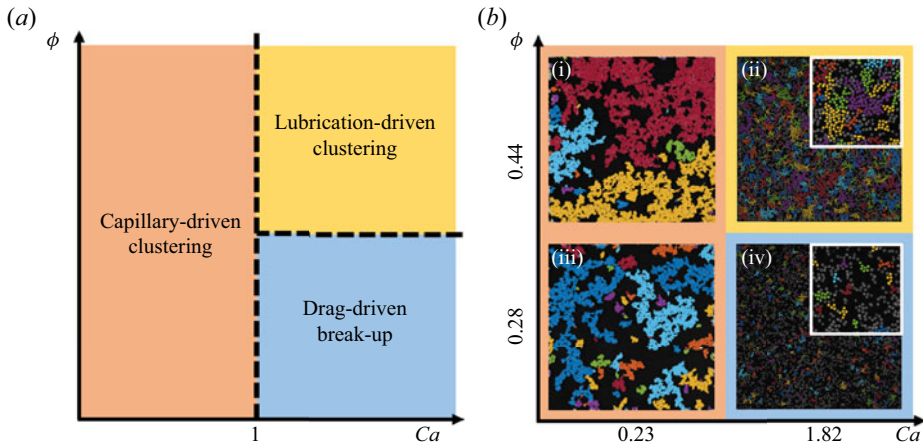 (a)
ϕ
Lubrication-driven
clustering
Capillary-driven
clustering
Drag-driven
break-up
1
Ca
(b)
ϕ
(i)
(ii)
0.44
(iii)
(iv)
0.28
0.23
1.82
Ca